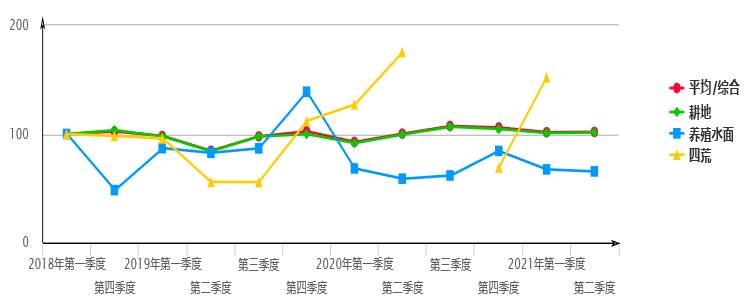 200
100
0
2018年第一季度
第四季度
2019年第一季度
第二季度
第三季度
第四季度
2020年第一季度
第二季度
第三季度
第四季度
2021年第一季度
第二季度
平均/综合
耕地
养殖水面
四荒